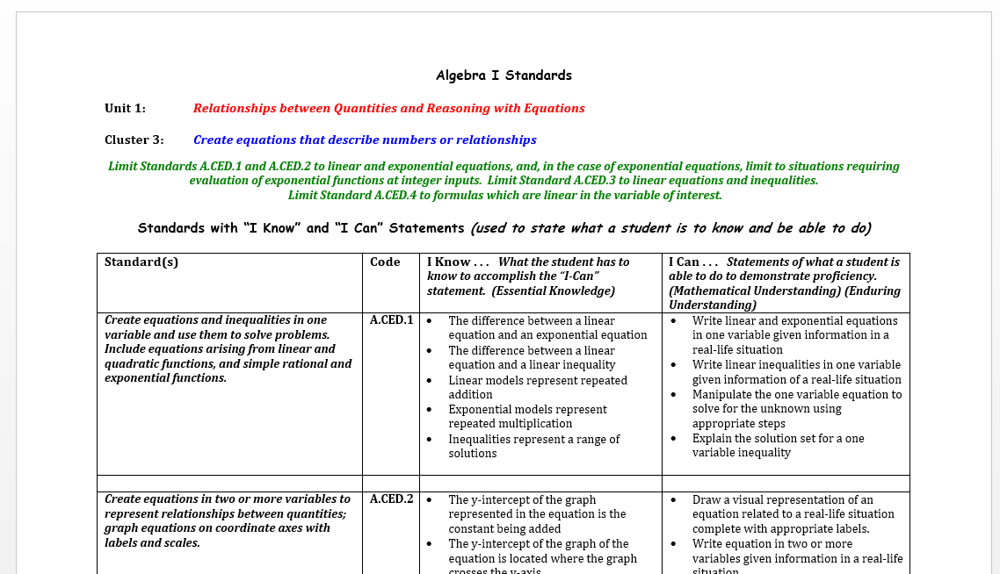 Algebra I Standards
Unit 1: Relationships between Quantities and Reasoning with Equations
Cluster 3: Create equations that describe numbers or relationships
Limit Standards A.CED.1 and A.CED.2 to linear and exponential equations, and, in the case of exponential equations, limit to situations requiring
evaluation of exponential functions at integer inputs. Limit Standard A.CED.3 to linear equations and inequalities.
Limit Standard A.CED.4 to formulas which are linear in the variable of interest.
Standards with “I Know” and “I Can” Statements (used to state what a student is to know and be able to do)
Standard(s)
Code
I Know . . . What the student has to
know to accomplish the “I-Can”
statement. (Essential Knowledge)
I Can . . . Statements of what a student is
able to do to demonstrate proficiency.
(Mathematical Understanding) (Enduring
Understanding)
Create equations and inequalities in one
variable and use them to solve problems.
Include equations arising from linear and
quadratic functions, and simple rational and
exponential functions.
A.CED.1
• The difference between a linear
equation and an exponential equation
• The difference between a linear
equation and a linear inequality
• Linear models represent repeated
addition
• Exponential models represent
repeated multiplication
• Inequalities represent a range of
solutions
• Write linear and exponential equations
in one variable given information in a
real-life situation
• Write linear inequalities in one variable
given information of a real-life situation
• Manipulate the one variable equation to
solve for the unknown using
appropriate steps
• Explain the solution set for a one
variable inequality
Create equations in two or more variables to
represent relationships between quantities;
graph equations on coordinate axes with
labels and scales.
A.CED.2
• The y-intercept of the graph
represented in the equation is the
constant being added
• The y-intercept of the graph of the
equation is located where the graph
crosses the y-axis
• Draw a visual representation of an
equation related to a real-life situation
complete with appropriate labels.
• Write equation in two or more
variables given information in a real-life
situation